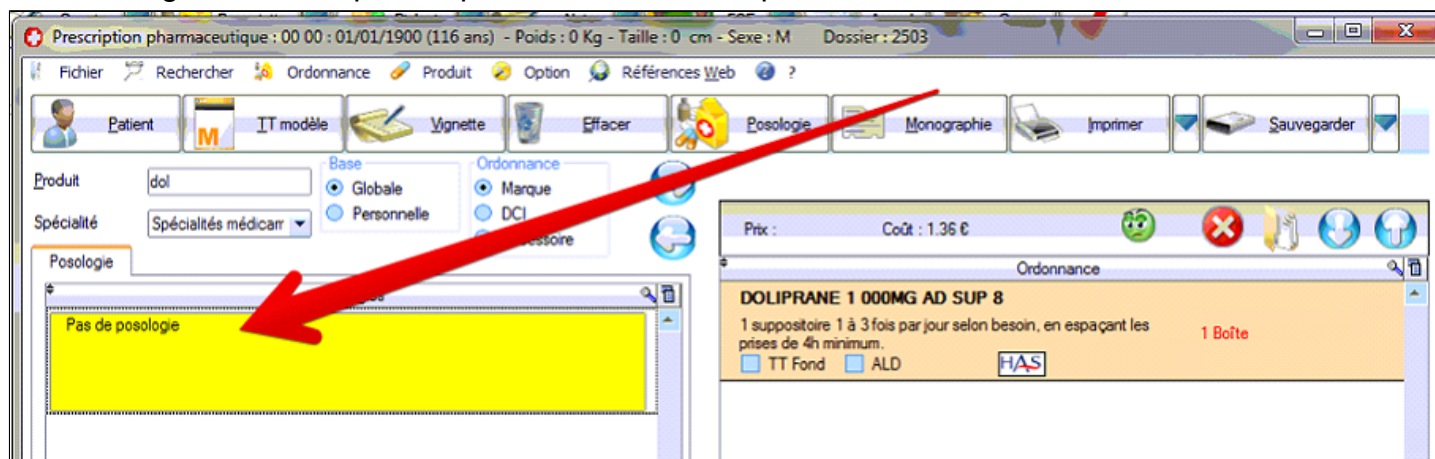 Prescription pharmaceutique : 00 00 : 01/01/1900 (116 ans) - Poids : 0 Kg - Taille : 0 cm - Sexe : M Dossier : 2503
Fichier Rechercher Ordonnance Produit Option Références Web ?
Patient TT modèle Vignette Effacer Posologie Monographie Imprimer Sauvegarder
Produit dol
Base
Globale
Personnelle
Ordonnance
Marque
DCI
Spécialité Spécialités médicam
Posologie
Pas de posologie
Prix : Coût : 1.36 €
Ordonnance
DOLIPRANE 1 000MG AD SUP 8
1 suppositoire 1 à 3 fois par jour selon besoin, en espaçant les
prises de 4h minimum.
1 Boîte
TT Fond ALD HAS